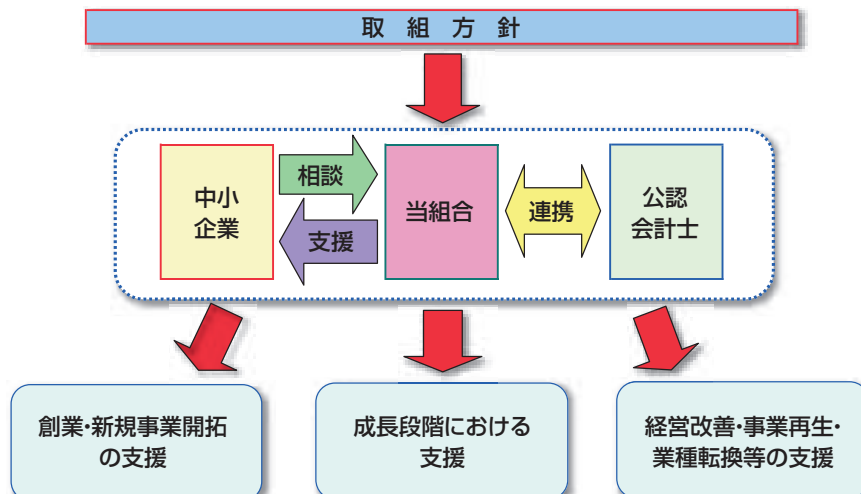 取組方針
相談
中小
企業
当組合
連携
公認
会計士
支援
創業・新規事業開拓
の支援
成長段階における
支援
経営改善・事業再生・
業種転換等の支援